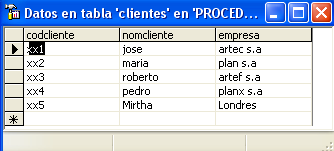 Datos en tabla 'clientes' en 'PROCED...
codcliente nomcliente empresa
xx1 jose artec s.a
xx2 maria plan s.a
xx3 roberto artef s.a
xx4 pedro planx s.a
xx5 Mirtha Londres